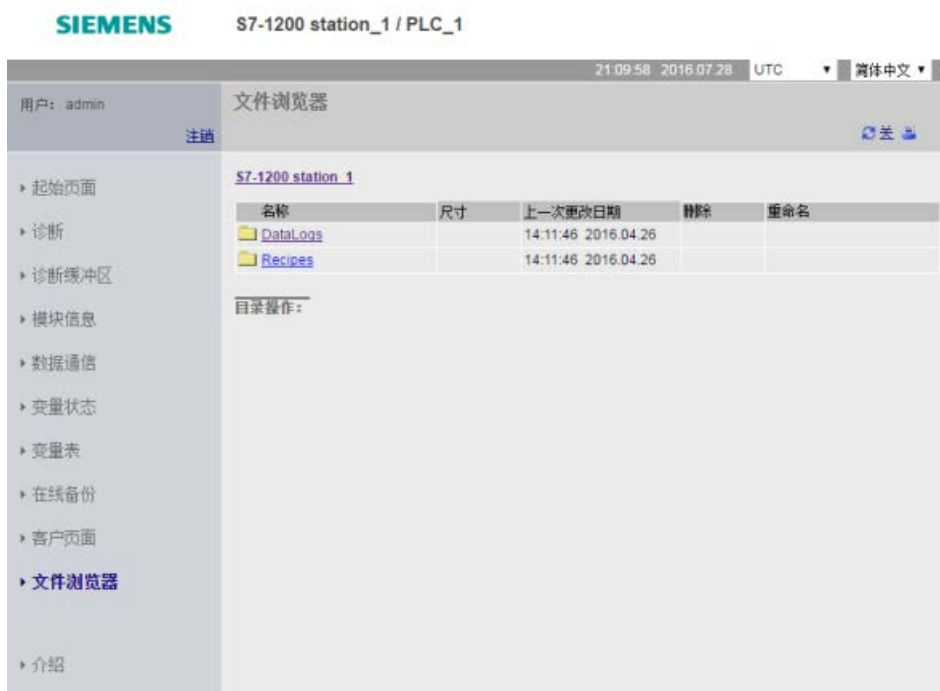 SIEMENS
S7-1200 station_1 / PLC_1
21:09:58 2016.07.28 UTC 简体中文
用户: admin
注销
文件浏览器
关
起始页面
诊断
诊断缓冲区
模块信息
数据通信
变量状态
变量表
在线备份
客户页面
文件浏览器
介绍
S7-1200 station_1
名称 尺寸 上一次更改日期 删除 重命名
DataLogs 14:11:46 2016.04.26
Recipes 14:11:46 2016.04.26
目录操作: